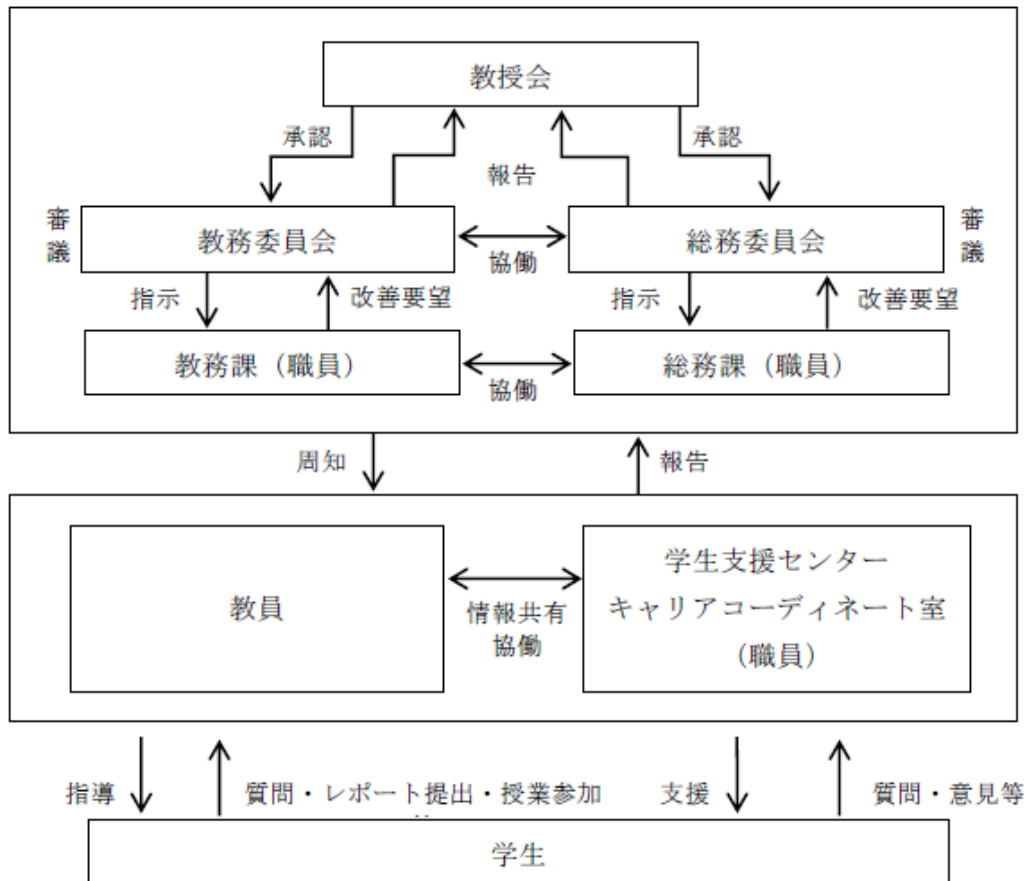 教授会
承認
承認
報告
審議
教務委員会
協働
総務委員会
審議
指示
改善要望
指示
改善要望
教務課（職員）
協働
総務課（職員）
周知
報告
教員
情報共有
協働
学生支援センター
キャリアコーディネート室
（職員）
指導
質問・レポート提出・授業参加
支援
質問・意見等
学生